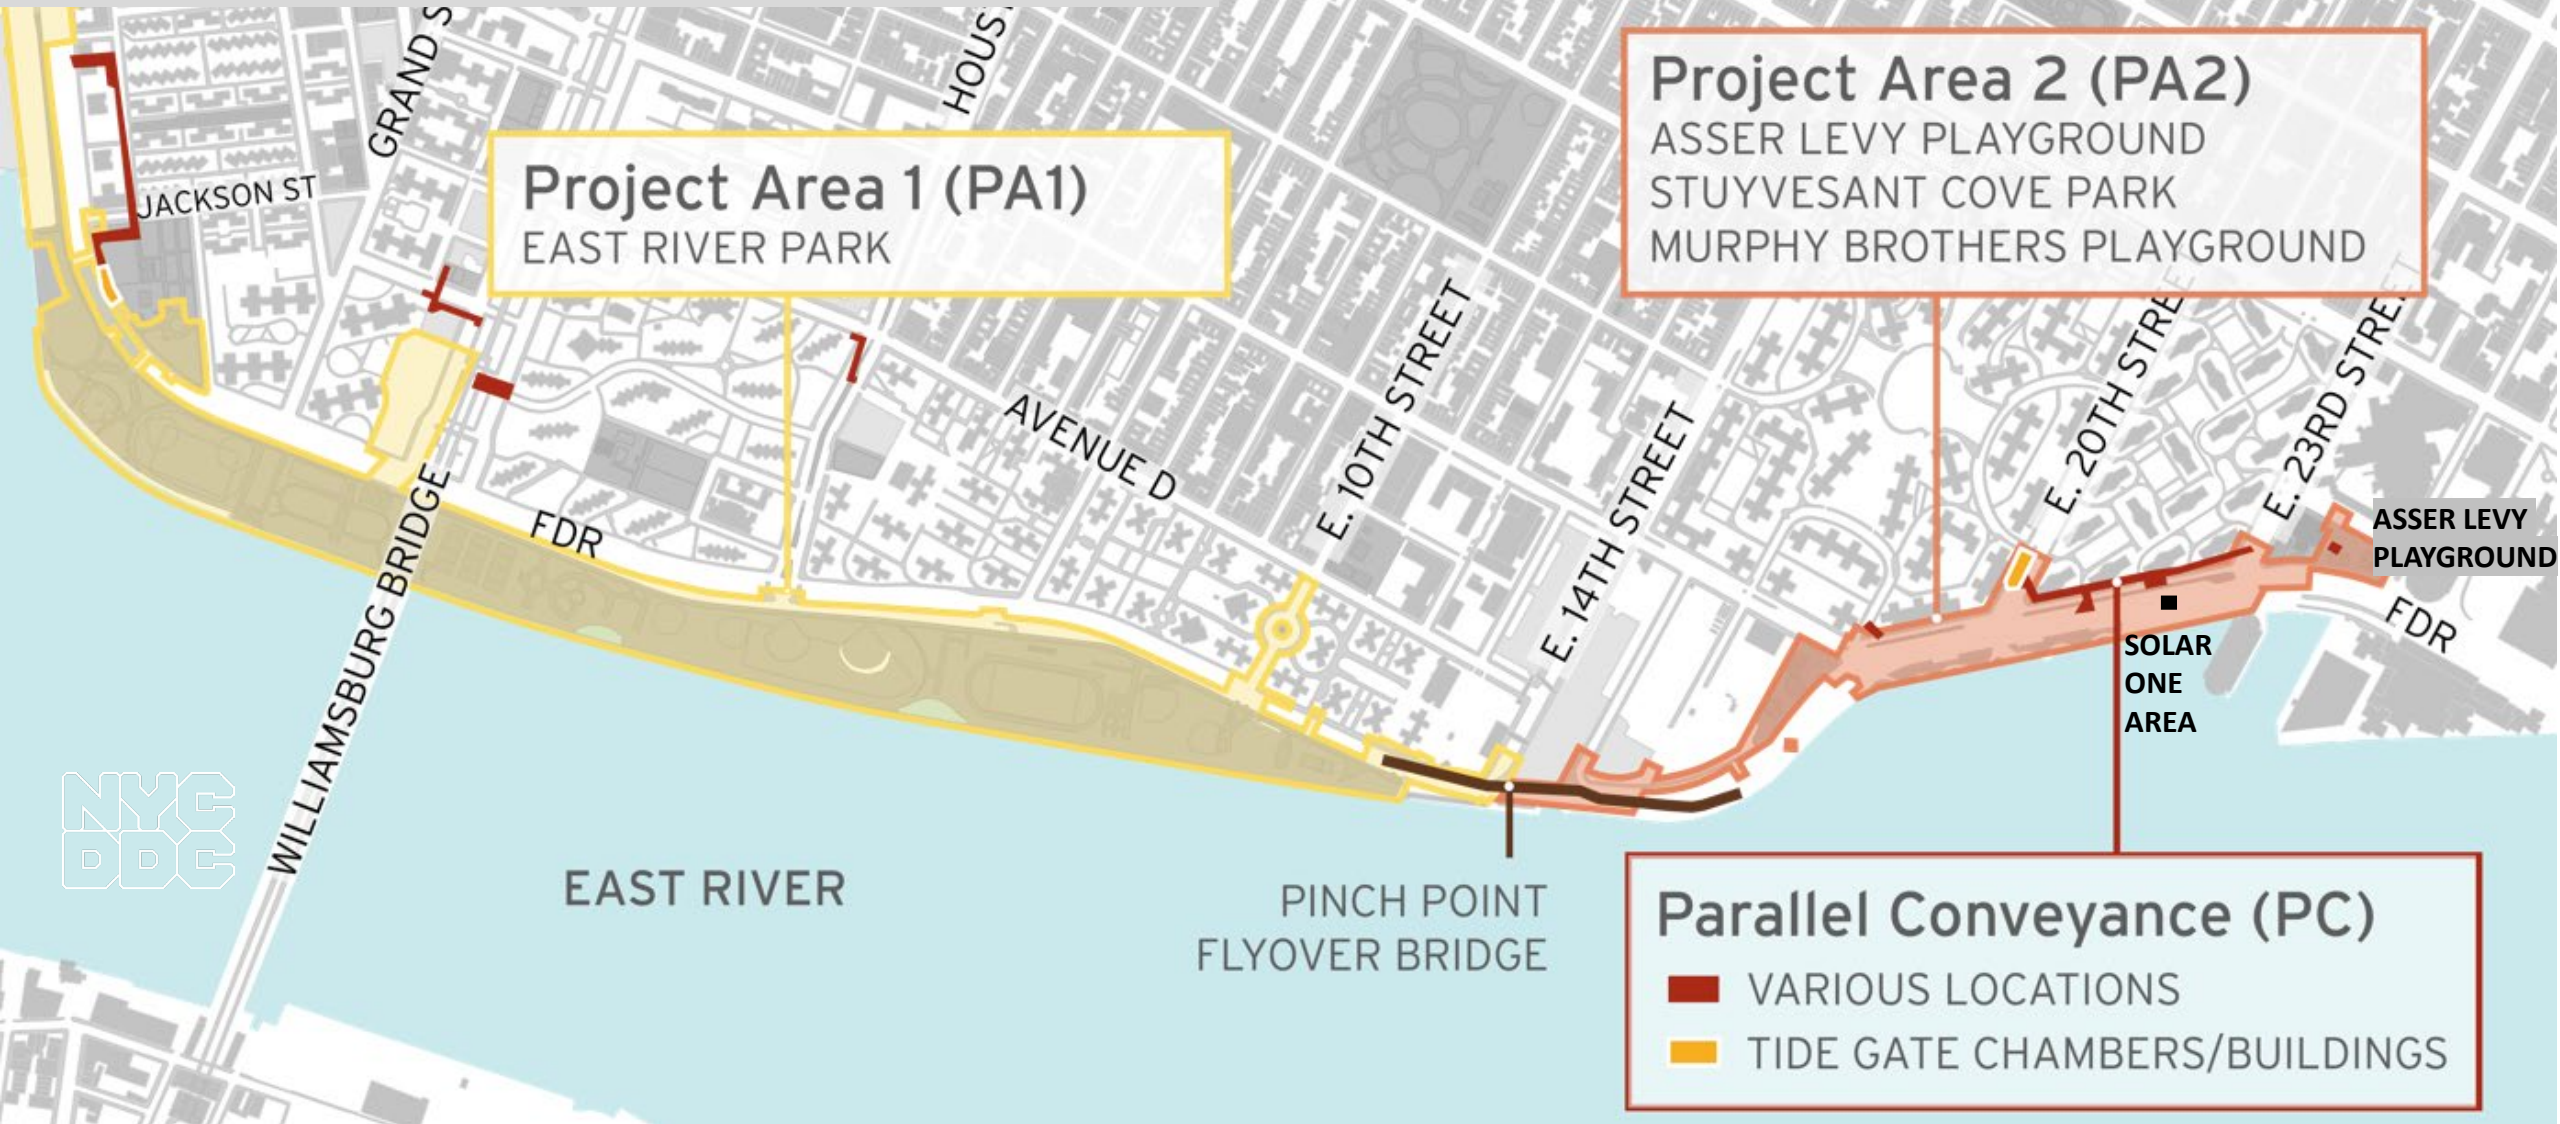 GRAND S
HOUS
JACKSON ST
Project Area 1 (PA1)
EAST RIVER PARK
Project Area 2 (PA2)
ASSER LEVY PLAYGROUND
STUYVESANT COVE PARK
MURPHY BROTHERS PLAYGROUND
AVENUE D
E. 10TH STREET
E. 14TH STREET
E. 20TH STREE
E. 23RD STREET
ASSER LEVY
PLAYGROUND
FDR
FDR
SOLAR
ONE
AREA
WILLIAMSBURG BRIDGE
NYC
DDC
EAST RIVER
PINCH POINT
FLYOVER BRIDGE
Parallel Conveyance (PC)
VARIOUS LOCATIONS
TIDE GATE CHAMBERS/BUILDINGS